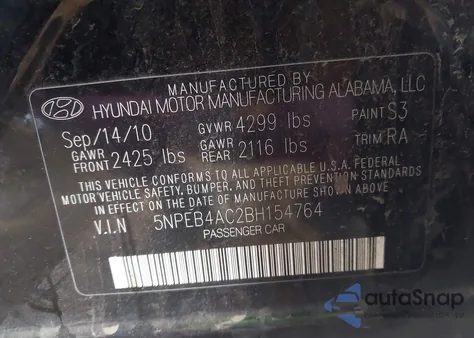 MANUFACTURED BY
HYUNDAI MOTOR MANUFACTURING ALABAMA, LLC
Sep/14/10 GVWR 4299 lbs PAINT S3
GAWR FRONT 2425 lbs GAWR REAR 2116 lbs TRIM RA
THIS VEHICLE CONFORMS TO ALL APPLICABLE U.S.A. FEDERAL
MOTOR VEHICLE SAFETY, BUMPER, AND THEFT PREVENTION STANDARDS
IN EFFECT ON THE DATE OF MANUFACTURE SHOWN ABOVE
V.I.N 5NPEB4AC2BH154764
PASSENGER CAR
autoSnap